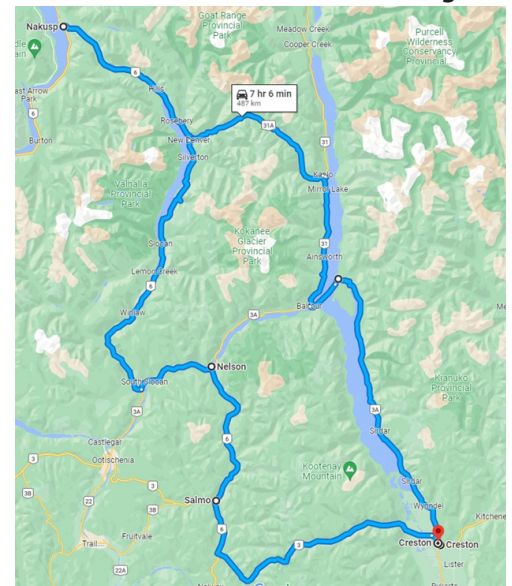 Goat Range
Provincial
Park
Meadow Creek
Cooper Creek
Purcell
Wilderness
Conservancy
Provincial
Nakusp
Park
6
6
Hills
7 hr 6 min
487 km
Burton
Rosebery
31A
New Denver
Silverton
31
Kaslo
Mirror Lake
Valhalla
Provincial
Park
Kokanee
Glacier
Provincial
Park
Slocan
31
Ainsworth
Lemon Creek
6
Balfour
Winlaw
3A
Nelson
South Slocan
Kianuko
Provincial
Park
3A
3A
Castlegar
6
Sirdar
3
Ootischenia
Kootenay
Mountain
3
3B
Salmo
Wynndel
22
3B
6
Kitchene
Trail
Fruitvale
3
Creston
Creston
22A
Lister